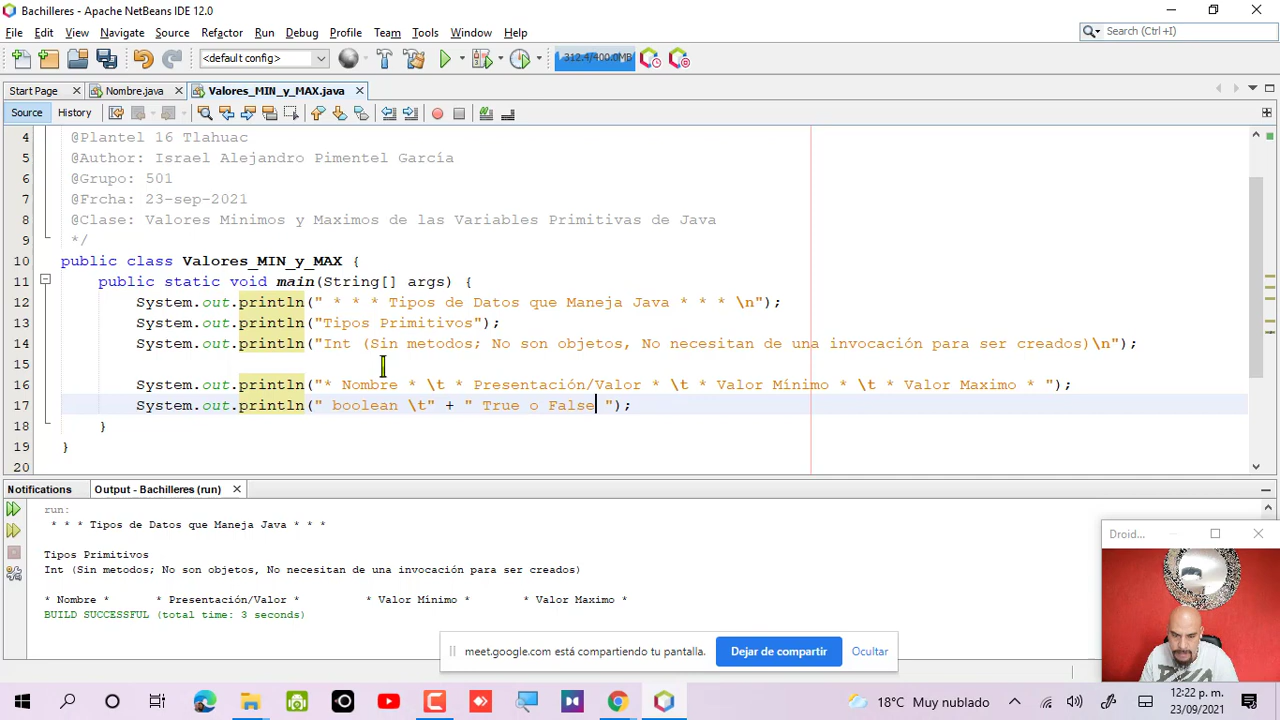 Bachilleres - Apache NetBeans IDE 12.0
File Edit View Navigate Source Refactor Run Debug Profile Team Tools Window Help
Search (Ctrl+I)
<default config>
312.4/400.0MB
Start Page Nombre.java Valores_MIN_y_MAX.java
Source History
4 @Plantel 16 Tlahuac
5 @Author: Israel Alejandro Pimentel García
6 @Grupo: 501
7 @Frcha: 23-sep-2021
8 @Clase: Valores Minimos y Maximos de las Variables Primitivas de Java
9 */
10 public class Valores_MIN_y_MAX {
11 public static void main(String[] args) {
12 System.out.println(" * * * Tipos de Datos que Maneja Java * * * \n");
13 System.out.println("Tipos Primitivos");
14 System.out.println("Int (Sin metodos; No son objetos, No necesitan de una invocación para ser creados)\n");
15
16 System.out.println("* Nombre * \t * Presentación/Valor * \t * Valor Mínimo * \t * Valor Maximo * ");
17 System.out.println(" boolean \t" + " True o False ");
18 }
19 }
20
Notifications Output - Bachilleres (run)
run:
* * * Tipos de Datos que Maneja Java * * *
Tipos Primitivos
Int (Sin metodos; No son objetos, No necesitan de una invocación para ser creados)
* Nombre * * Presentación/Valor * * Valor Mínimo * * Valor Maximo *
BUILD SUCCESSFUL (total time: 3 seconds)
Droid...
meet.google.com está compartiendo tu pantalla. Dejar de compartir Ocultar
18°C Muy nublado
12:22 p. m.
23/09/2021